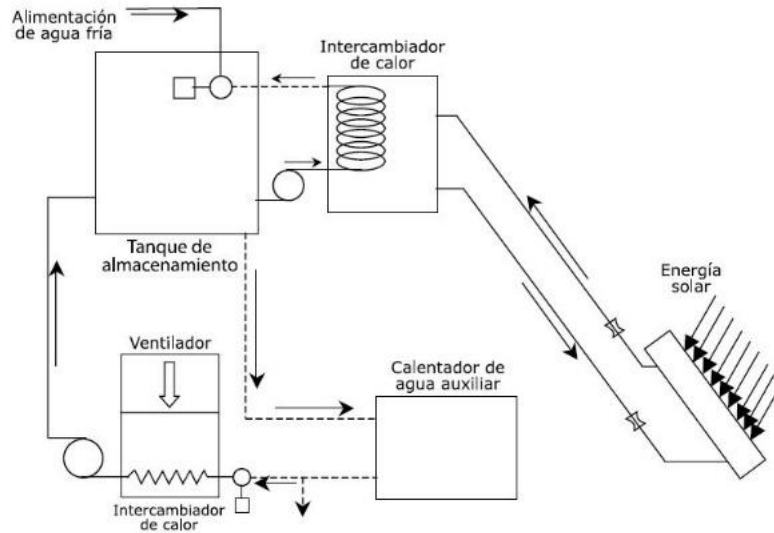 Alimentación
de agua fría
Intercambiador
de calor
Tanque de
almacenamiento
Energía
solar
Ventilador
Calentador de
agua auxiliar
Intercambiador
de calor